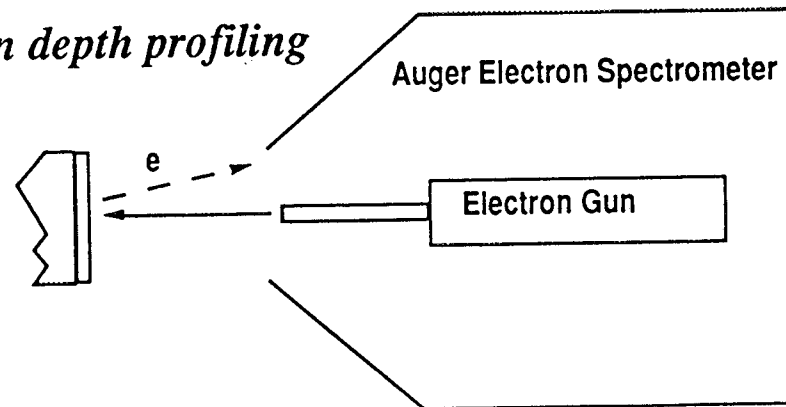 n depth profiling
Auger Electron Spectrometer
e
Electron Gun